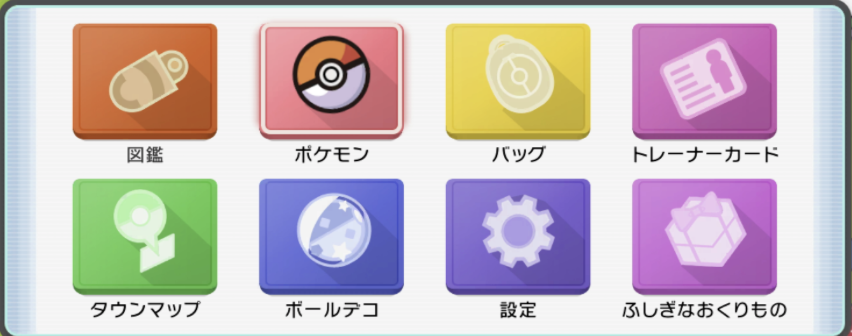 図鑑
ポケモン
バッグ
トレーナーカード
タウンマップ
ボールデコ
設定
ふしぎなおくりもの